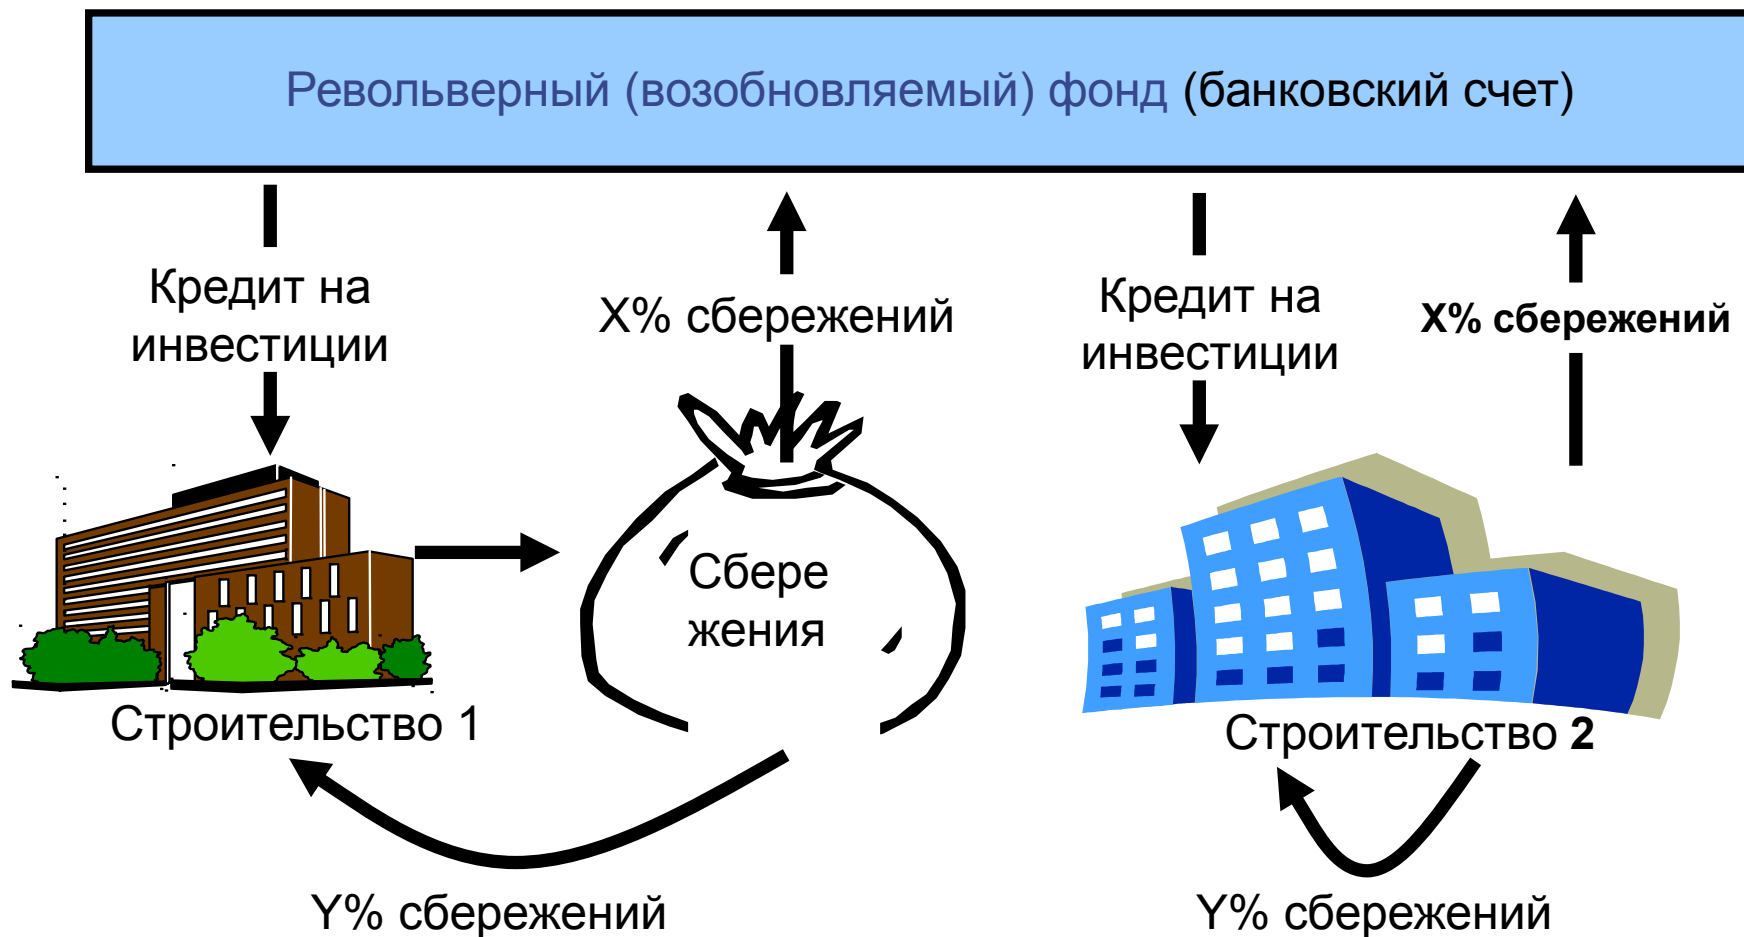 Револьверный (возобновляемый) фонд (банковский счет)
Кредит на
инвестиции
X% сбережений
Кредит на
инвестиции
X% сбережений
Сбере
жения
Строительство 1
Строительство 2
Y% сбережений
Y% сбережений